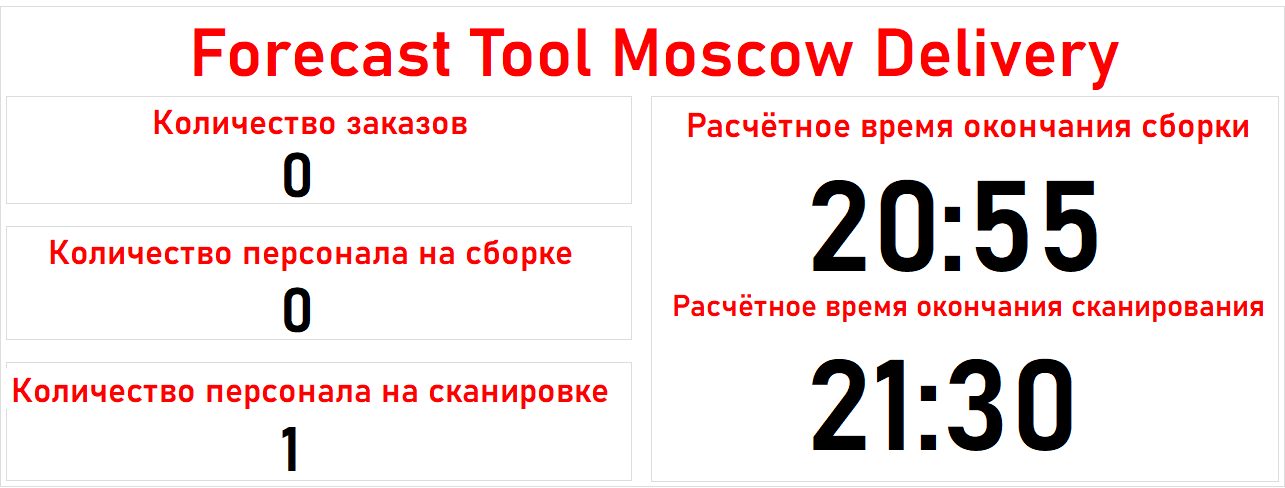 Forecast Tool Moscow Delivery
Количество заказов
0
Количество персонала на сборке
0
Количество персонала на сканировке
1
Расчётное время окончания сборки
20:55
Расчётное время окончания сканирования
21:30